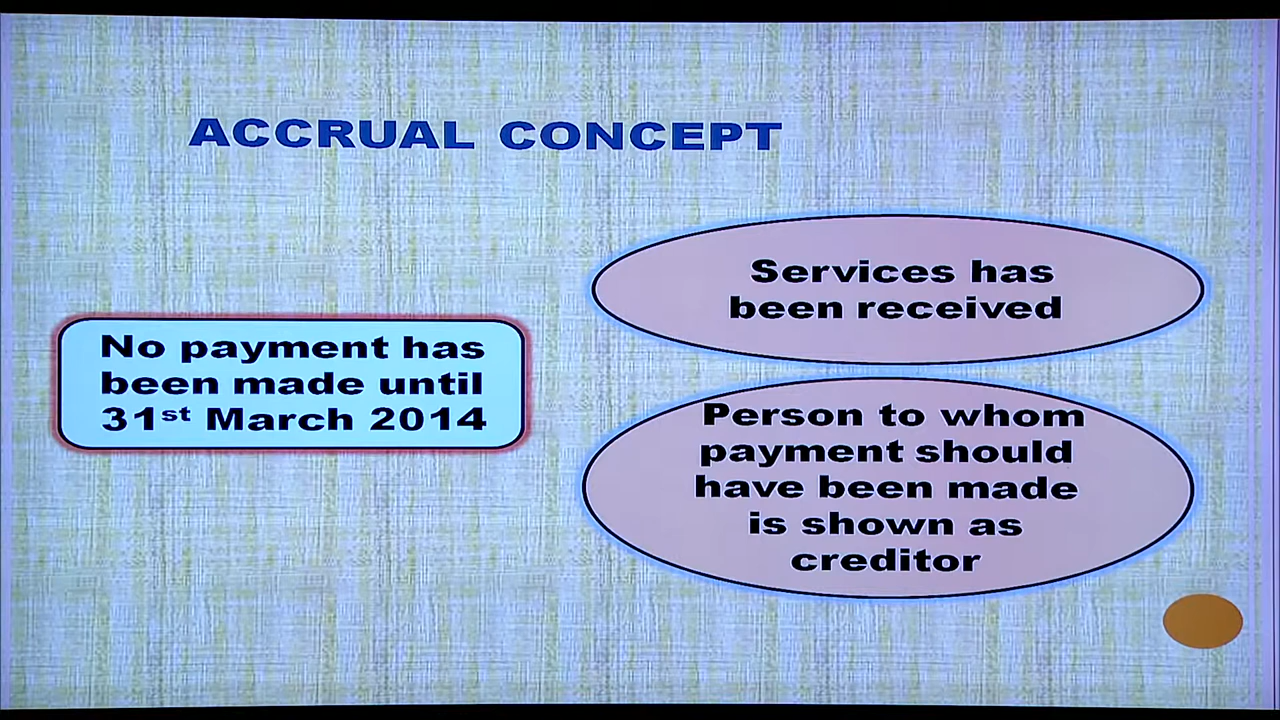 ACCRUAL CONCEPT
No payment has
been made until
31st March 2014
Services has
been received
Person to whom
payment should
have been made
is shown as
creditor